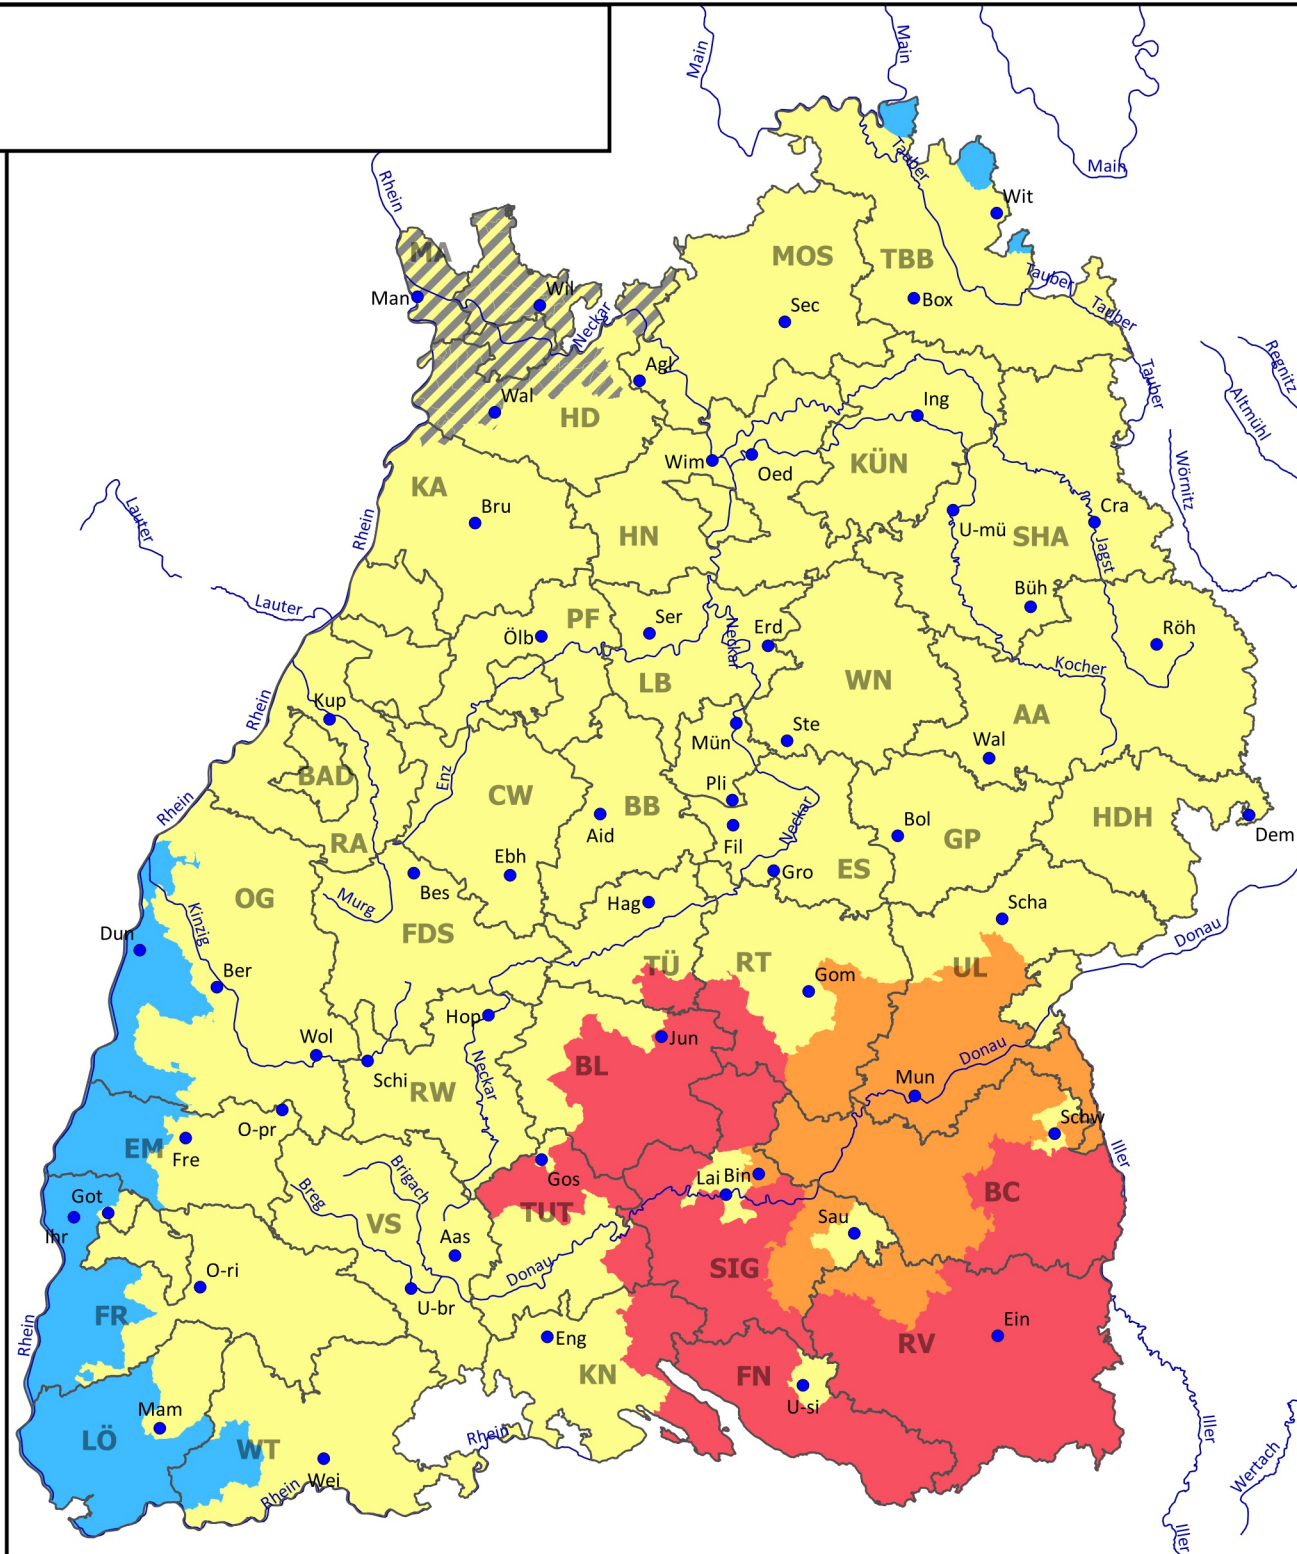 Main
Main
Main
Tauber
Rhein
Wit
MA
MOS
TBB
Tauber
Man
Wil
Neckar
Sec
Box
Tauber
Regnitz
Agl
Tauber
Altmühl
Wal
HD
Ing
Wim
Oed
KÜN
Wörnitz
KA
Bru
Lauter
Rhein
HN
U-mü
SHA
Cra
Jagst
Lauter
Büh
PF
Ser
Ölb
Neckar
Erd
Röh
Kocher
LB
WN
Rhein
Kup
Mün
Ste
AA
Wal
BAD
Enz
CW
Pli
BB
Neckar
Rhein
Aid
Fil
Bol
GP
HDH
Dem
RA
Ebh
Bes
ES
Gro
OG
Murg
Hag
Scha
Kinzig
Dun
FDS
Donau
Ber
TÜ
RT
Gom
UL
Hop
Wol
Schi
Neckar
RW
Jun
BL
Donau
Mun
O-pr
Schw
EM
Fre
Iller
Gos
Brigach
Breg
Lai
Bin
BC
Got
Ihr
VS
TUT
Sau
Aas
O-ri
Donau
SIG
U-br
FR
Rhein
Eng
KN
FN
RV
Ein
U-si
Mam
LÖ
WT
Rhein
Wei
Rhein
Iller
Wertach
Iller